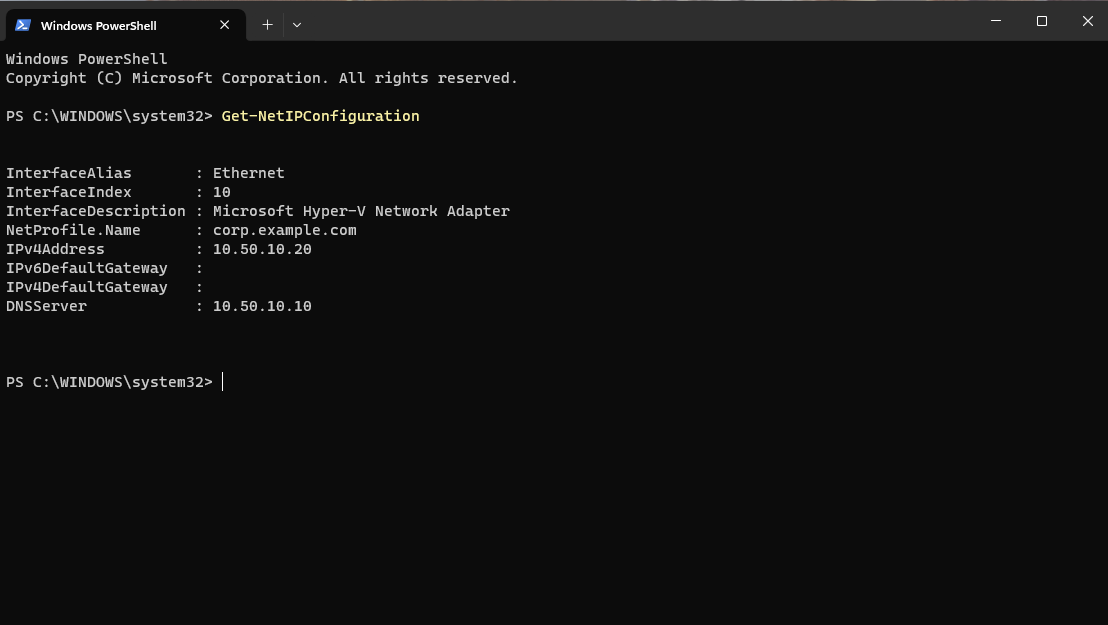 Windows PowerShell
Windows PowerShell
Copyright (C) Microsoft Corporation. All rights reserved.
PS C:\WINDOWS\system32> Get-NetIPConfiguration
InterfaceAlias       : Ethernet
InterfaceIndex       : 10
InterfaceDescription : Microsoft Hyper-V Network Adapter
NetProfile.Name      : corp.example.com
IPv4Address          : 10.50.10.20
IPv6DefaultGateway   :
IPv4DefaultGateway   :
DNSServer            : 10.50.10.10
PS C:\WINDOWS\system32>